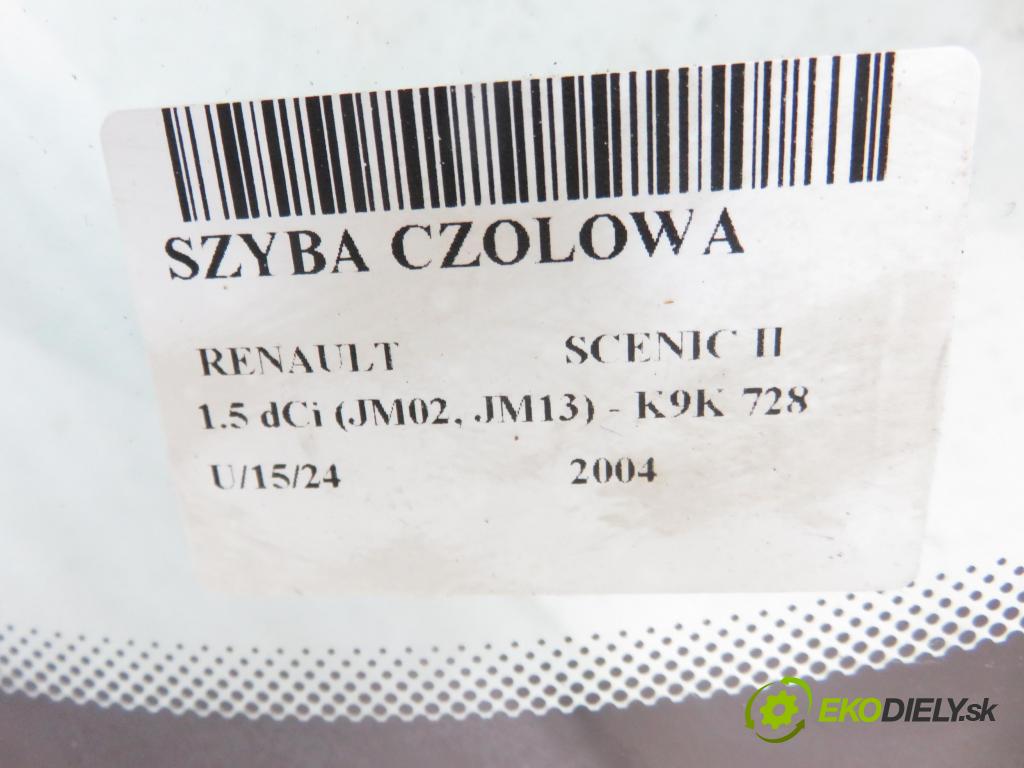 SZYBA CZOLOWA
RENAULT SCENIC II
1.5 dCi (JM02, JM13) - K9K 728
U/15/24 2004
EKODIELY.sk